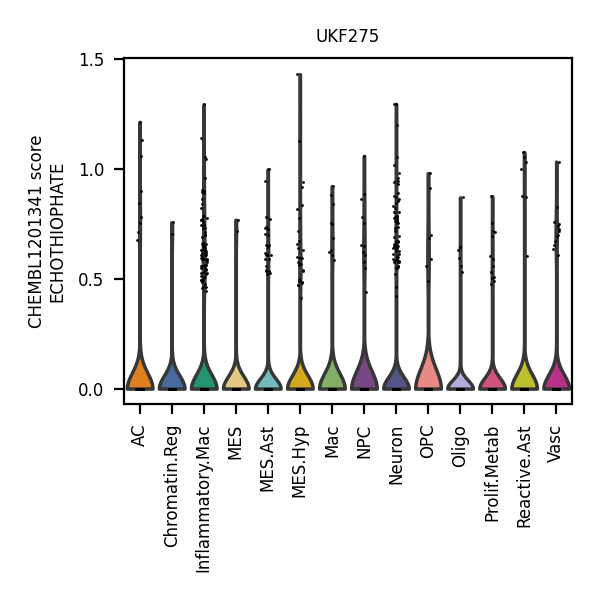 UKF275
CHEMBL1201341 score
ECHOTHIOPHATE
1.5
1.0
0.5
0.0
AC
Chromatin.Reg
Inflammatory.Mac
MES
MES.Ast
MES.Hyp
Mac
NPC
Neuron
OPC
Oligo
Prolif.Metab
Reactive.Ast
Vasc